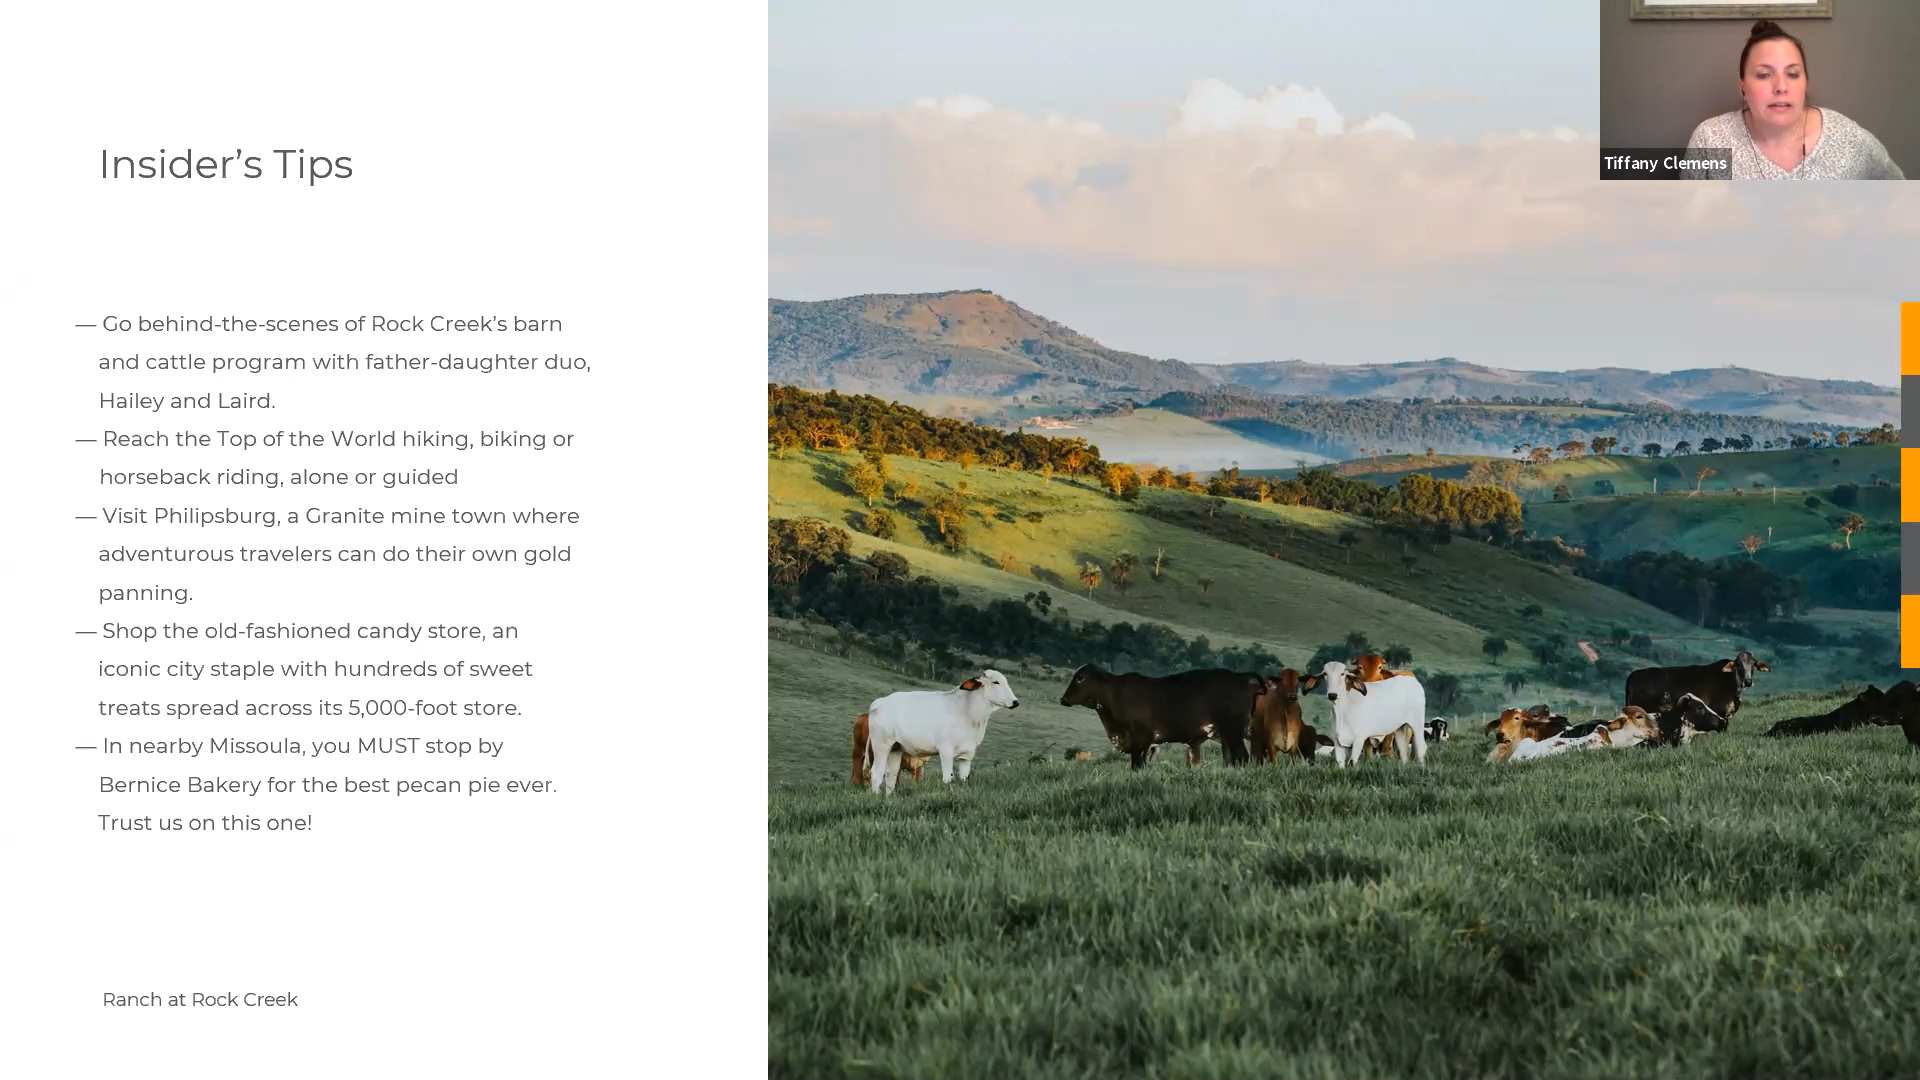 Insider’s Tips
— Go behind-the-scenes of Rock Creek’s barn
and cattle program with father-daughter duo,
Hailey and Laird.
— Reach the Top of the World hiking, biking or
horseback riding, alone or guided
— Visit Philipsburg, a Granite mine town where
adventurous travelers can do their own gold
panning.
— Shop the old-fashioned candy store, an
iconic city staple with hundreds of sweet
treats spread across its 5,000-foot store.
— In nearby Missoula, you MUST stop by
Bernice Bakery for the best pecan pie ever.
Trust us on this one!
Ranch at Rock Creek
Tiffany Clemens